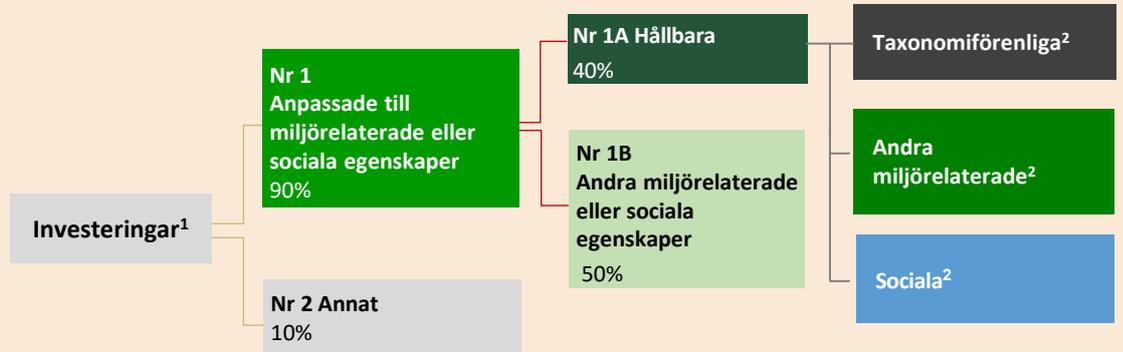 Investeringar¹
Nr 1
Anpassade till
miljörelaterade eller
sociala egenskaper
90%
Nr 2 Annat
10%
Nr 1A Hållbara
40%
Nr 1B
Andra miljörelaterade
eller sociala
egenskaper
50%
Taxonomiförenliga²
Andra
miljörelaterade²
Sociala²